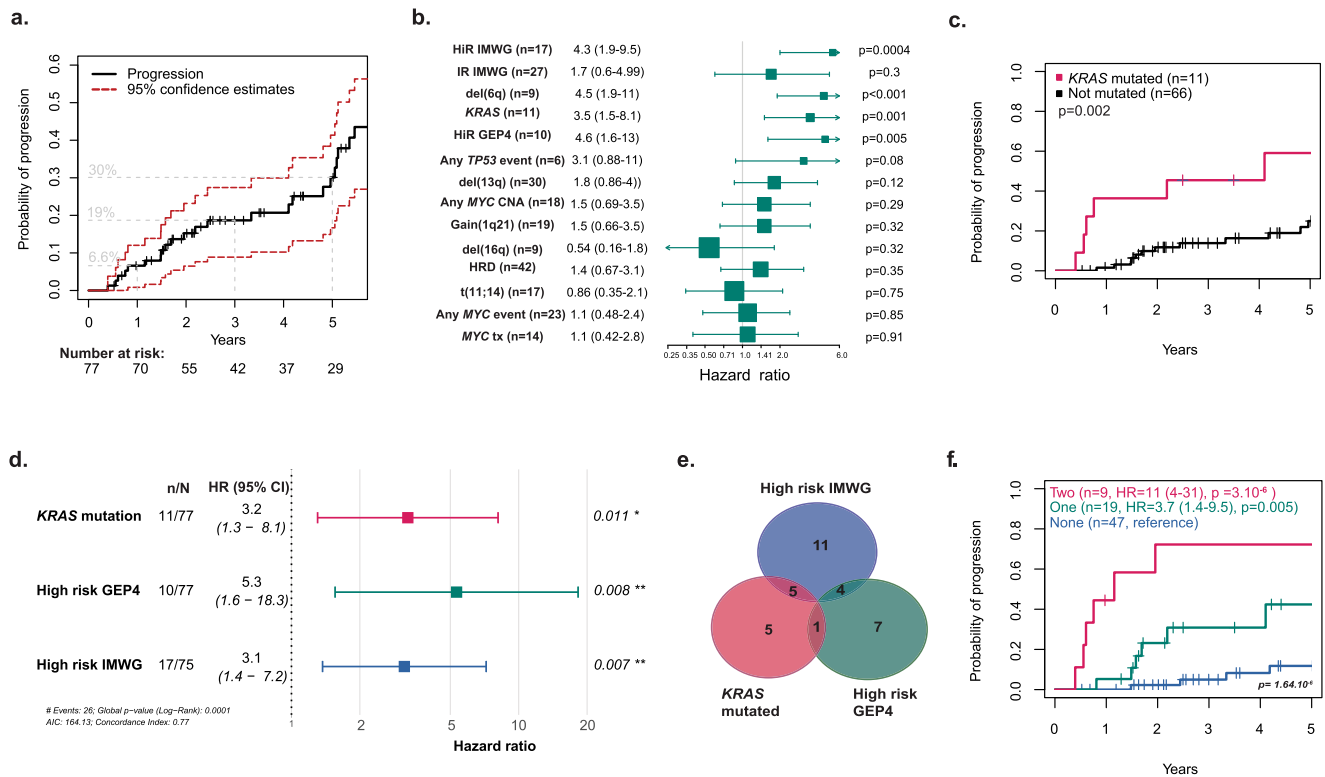 a.
Probability of progression
0.6
0.5
0.4
0.3
0.2
0.1
0.0
Progression
95% confidence estimates
30%
19%
6.6%
0 1 2 3 4 5
Years
Number at risk:
77 70 55 42 37 29
b.
HiR IMWG (n=17) 4.3 (1.9-9.5) p=0.0004
IR IMWG (n=27) 1.7 (0.6-4.99) p=0.3
del(6q) (n=9) 4.5 (1.9-11) p<0.001
KRAS (n=11) 3.5 (1.5-8.1) p=0.001
HiR GEP4 (n=10) 4.6 (1.6-13) p=0.005
Any TP53 event (n=6) 3.1 (0.88-11) p=0.08
del(13q) (n=30) 1.8 (0.86-4)) p=0.12
Any MYC CNA (n=18) 1.5 (0.69-3.5) p=0.29
Gain(1q21) (n=19) 1.5 (0.66-3.5) p=0.32
del(16q) (n=9) 0.54 (0.16-1.8) p=0.32
HRD (n=42) 1.4 (0.67-3.1) p=0.35
t(11;14) (n=17) 0.86 (0.35-2.1) p=0.75
Any MYC event (n=23) 1.1 (0.48-2.4) p=0.85
MYC tx (n=14) 1.1 (0.42-2.8) p=0.91
0.25 0.35 0.50 0.71 1.0 1.41 2.0 6.0
Hazard ratio
c.
Probability of progression
1.0
0.8
0.6
0.4
0.2
0.0
KRAS mutated (n=11)
Not mutated (n=66)
p=0.002
0 1 2 3 4 5
Years
d.
n/N HR (95% CI)
KRAS mutation 11/77 3.2 (1.3 − 8.1) 0.011 *
High risk GEP4 10/77 5.3 (1.6 − 18.3) 0.008 **
High risk IMWG 17/75 3.1 (1.4 − 7.2) 0.007 **
# Events: 26; Global p−value (Log−Rank): 0.0001
AIC: 164.13; Concordance Index: 0.77
1 2 5 10 20
Hazard ratio
e.
High risk IMWG
11
5 4
5 1 7
KRAS
mutated
High risk
GEP4
f.
Probability of progression
1.0
0.8
0.6
0.4
0.2
0.0
Two (n=9, HR=11 (4-31), p =3.10⁻⁶ )
One (n=19, HR=3.7 (1.4-9.5), p=0.005)
None (n=47, reference)
p= 1.64.10⁻⁶
0 1 2 3 4 5
Years